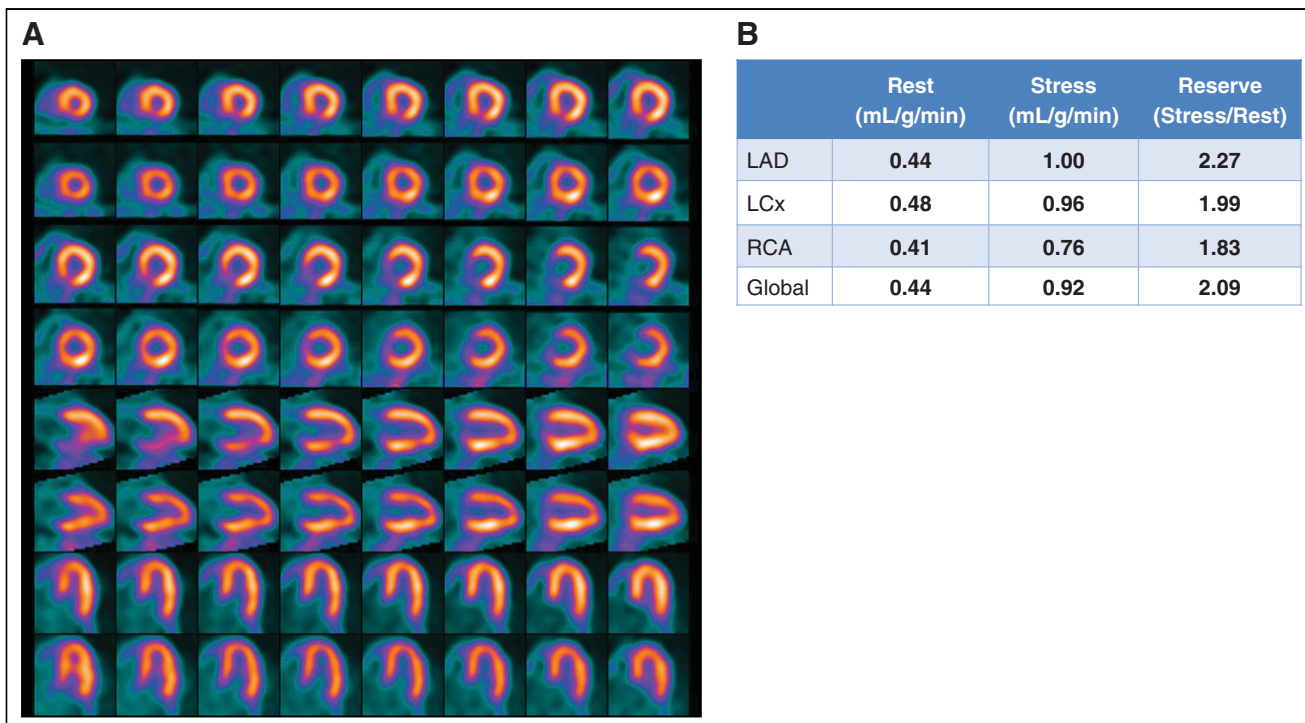 A
B
Rest (mL/g/min) Stress (mL/g/min) Reserve (Stress/Rest)
LAD 0.44 1.00 2.27
LCx 0.48 0.96 1.99
RCA 0.41 0.76 1.83
Global 0.44 0.92 2.09